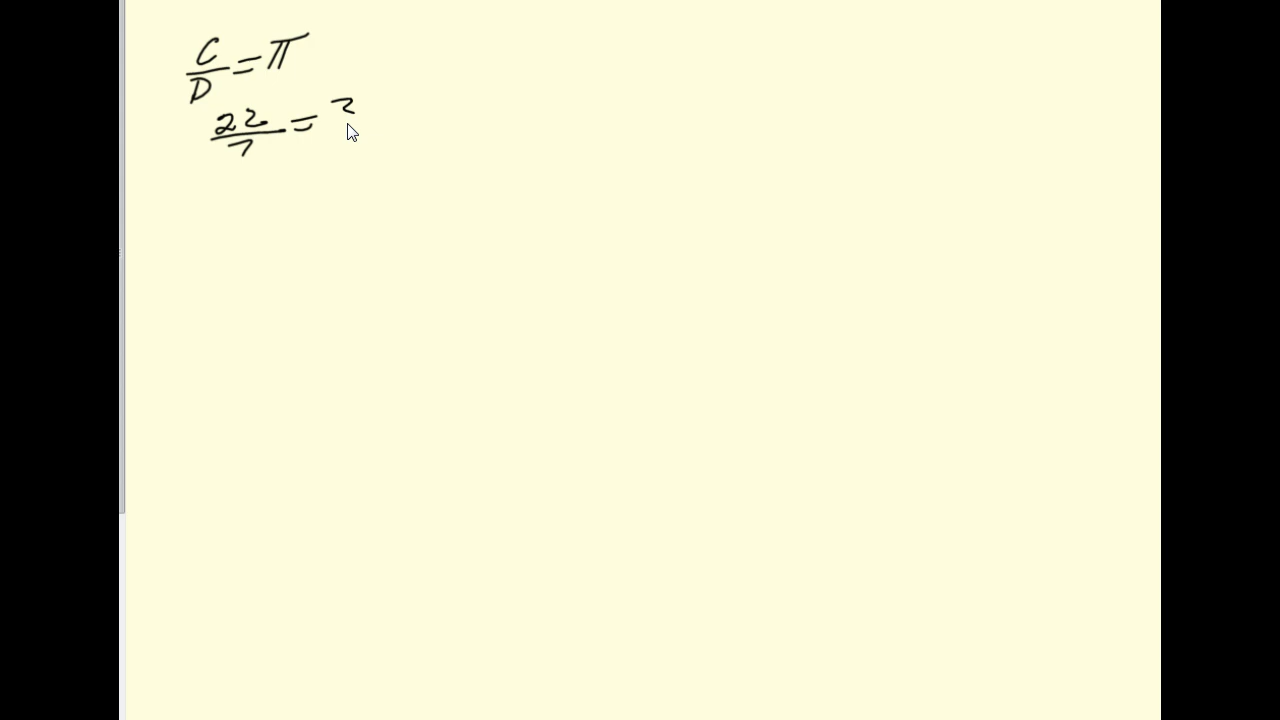 C/D = π
22/7 =